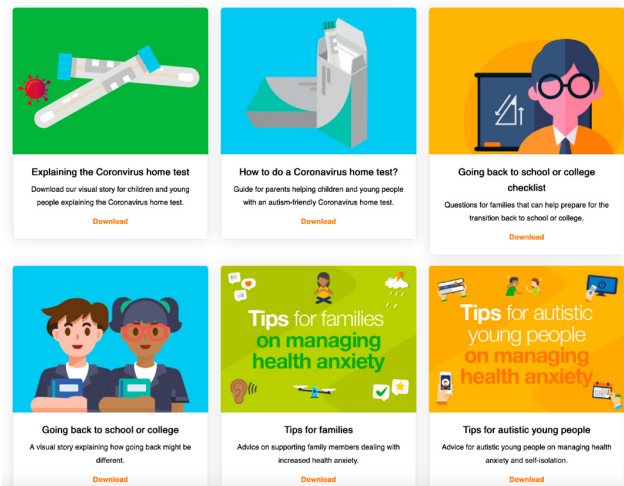 Explaining the Coronvirus home test
Download our visual story for children and young
people explaining the Coronavirus home test.
Download
How to do a Coronavirus home test?
Guide for parents helping children and young people
with an autism-friendly Coronavirus home test.
Download
Going back to school or college
checklist
Questions for families that can help prepare for the
transition back to school or college.
Download
Going back to school or college
A visual story explaining how going back might be
different.
Download
Tips for families
on managing
health anxiety
Tips for families
Advice on supporting family members dealing with
increased health anxiety.
Download
Tips for autistic
young people
on managing
health anxiety
Tips for autistic young people
Advice for autistic young people on managing health
anxiety and self-isolation.
Download